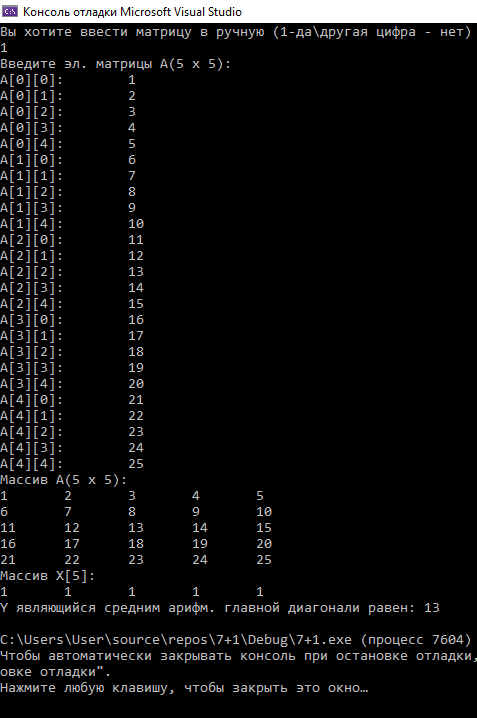 Консоль отладки Microsoft Visual Studio
Вы хотите ввести матрицу в ручную (1-да\другая цифра - нет)
1
Введите эл. матрицы A(5 x 5):
A[0][0]: 1
A[0][1]: 2
A[0][2]: 3
A[0][3]: 4
A[0][4]: 5
A[1][0]: 6
A[1][1]: 7
A[1][2]: 8
A[1][3]: 9
A[1][4]: 10
A[2][0]: 11
A[2][1]: 12
A[2][2]: 13
A[2][3]: 14
A[2][4]: 15
A[3][0]: 16
A[3][1]: 17
A[3][2]: 18
A[3][3]: 19
A[3][4]: 20
A[4][0]: 21
A[4][1]: 22
A[4][2]: 23
A[4][3]: 24
A[4][4]: 25
Массив A(5 x 5):
1 2 3 4 5
6 7 8 9 10
11 12 13 14 15
16 17 18 19 20
21 22 23 24 25
Массив X[5]:
1 1 1 1 1
Y являющийся средним арифм. главной диагонали равен: 13
C:\Users\User\source\repos\7+1\Debug\7+1.exe (процесс 7604)
Чтобы автоматически закрывать консоль при остановке отладки,
овке отладки".
Нажмите любую клавишу, чтобы закрыть это окно…